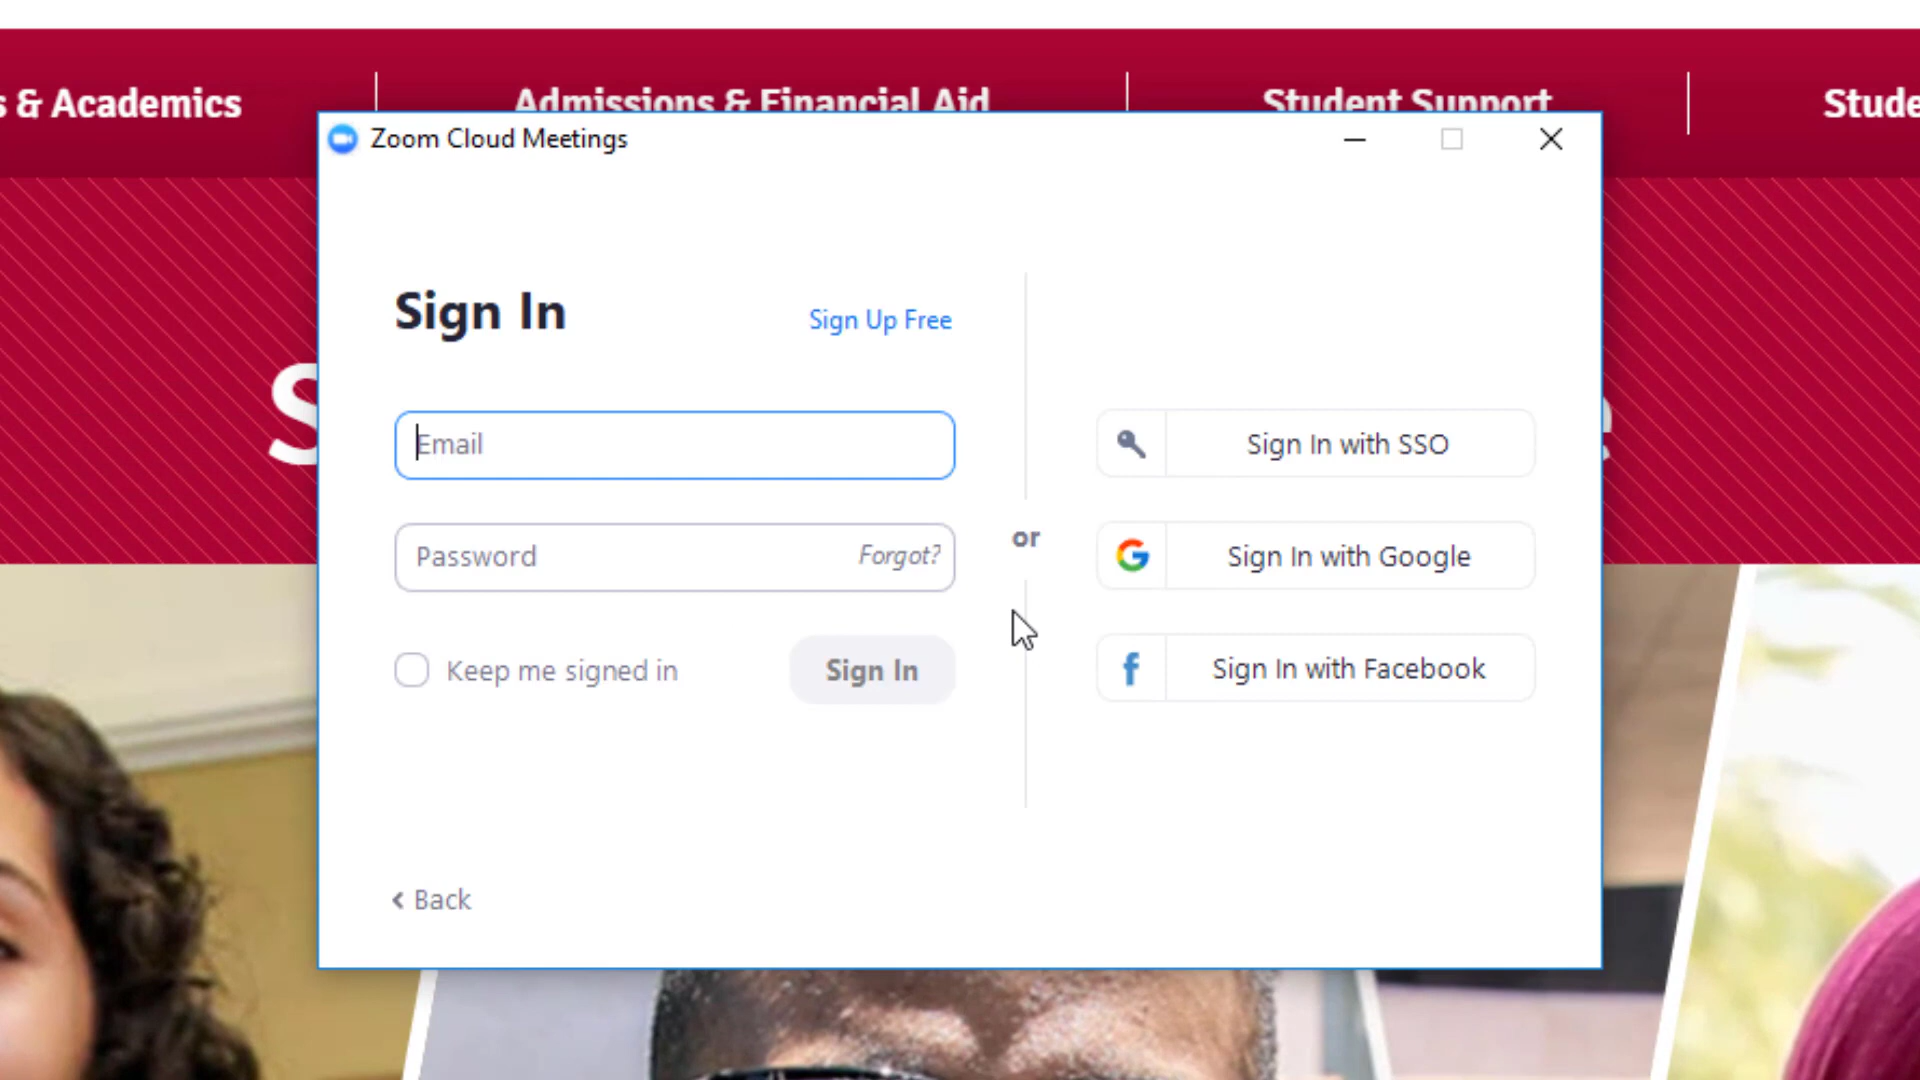 s & Academics
Admissions & Financial Aid
Student Support
Stude
Zoom Cloud Meetings
Sign In
Sign Up Free
Email
Password
Forgot?
Keep me signed in
Sign In
or
Sign In with SSO
Sign In with Google
Sign In with Facebook
Back
S